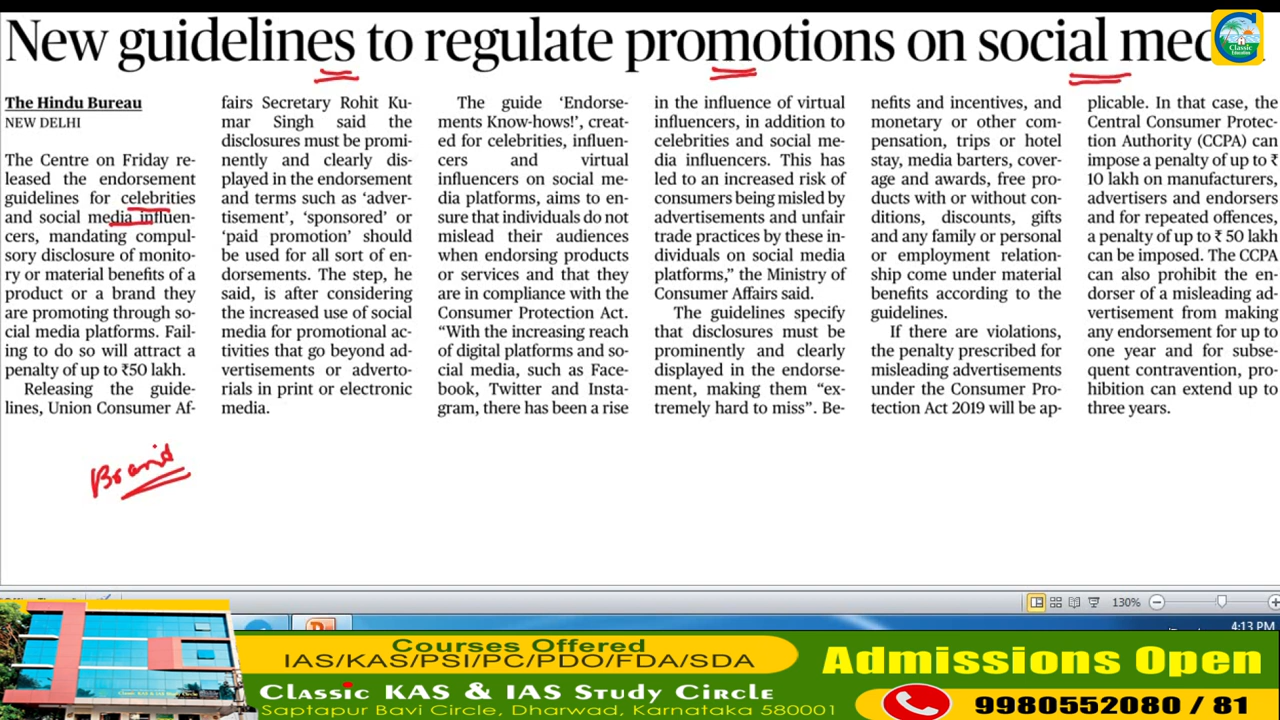 New guidelines to regulate promotions on social med
Classic
Education
The Hindu Bureau
NEW DELHI
The Centre on Friday re-
leased the endorsement
guidelines for celebrities
and social media influen-
cers, mandating compul-
sory disclosure of monito-
ry or material benefits of a
product or a brand they
are promoting through so-
cial media platforms. Fail-
ing to do so will attract a
penalty of up to ₹50 lakh.
Releasing the guide-
lines, Union Consumer Af-
fairs Secretary Rohit Ku-
mar Singh said the
disclosures must be promi-
nently and clearly dis-
played in the endorsement
and terms such as ‘adver-
tisement’, ‘sponsored’ or
‘paid promotion’ should
be used for all sort of en-
dorsements. The step, he
said, is after considering
the increased use of social
media for promotional ac-
tivities that go beyond ad-
vertisements or adverto-
rials in print or electronic
media.
The guide ‘Endorse-
ments Know-hows!’, creat-
ed for celebrities, influen-
cers and virtual
influencers on social me-
dia platforms, aims to en-
sure that individuals do not
mislead their audiences
when endorsing products
or services and that they
are in compliance with the
Consumer Protection Act.
“With the increasing reach
of digital platforms and so-
cial media, such as Face-
book, Twitter and Insta-
gram, there has been a rise
in the influence of virtual
influencers, in addition to
celebrities and social me-
dia influencers. This has
led to an increased risk of
consumers being misled by
advertisements and unfair
trade practices by these in-
dividuals on social media
platforms,” the Ministry of
Consumer Affairs said.
The guidelines specify
that disclosures must be
prominently and clearly
displayed in the endorse-
ment, making them “ex-
tremely hard to miss”. Be-
nefits and incentives, and
monetary or other com-
pensation, trips or hotel
stay, media barters, cover-
age and awards, free pro-
ducts with or without con-
ditions, discounts, gifts
and any family or personal
or employment relation-
ship come under material
benefits according to the
guidelines.
If there are violations,
the penalty prescribed for
misleading advertisements
under the Consumer Pro-
tection Act 2019 will be ap-
plicable. In that case, the
Central Consumer Protec-
tion Authority (CCPA) can
impose a penalty of up to ₹
10 lakh on manufacturers,
advertisers and endorsers
and for repeated offences,
a penalty of up to ₹ 50 lakh
can be imposed. The CCPA
can also prohibit the en-
dorser of a misleading ad-
vertisement from making
any endorsement for up to
one year and for subse-
quent contravention, pro-
hibition can extend up to
three years.
Brand
130%
4:13 PM
Courses Offered
IAS/KAS/PSI/PC/PDO/FDA/SDA
Classic KAS & IAS Study Circle
Saptapur Bavi Circle, Dharwad, Karnataka 580001
Admissions Open
9980552080 / 81